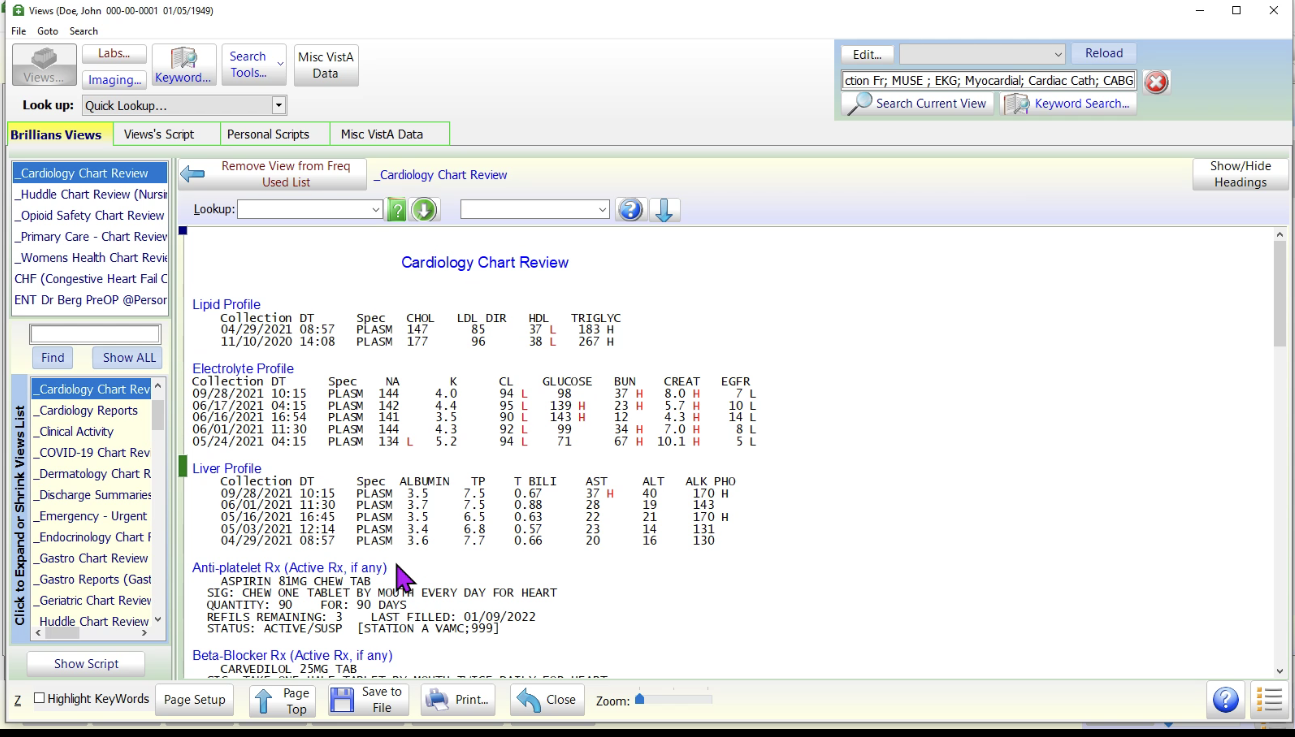 Views (Doe, John 000-00-0001 01/05/1949)
File Goto Search
Views... Labs... Imaging... Keyword... Search Tools... Misc VistA Data
Edit... Reload
ction Fr; MUSE ; EKG; Myocardial; Cardiac Cath; CABG
Search Current View Keyword Search...
Look up: Quick Lookup...
Brillians Views Views's Script Personal Scripts Misc VistA Data
_Cardiology Chart Review
_Huddle Chart Review (Nursi
_Opioid Safety Chart Review
_Primary Care - Chart Review
_Womens Health Chart Revie
CHF (Congestive Heart Fail C
ENT Dr Berg PreOP @Person
Find Show ALL
Click to Expand or Shrink Views List
_Cardiology Chart Rev
_Cardiology Reports
_Clinical Activity
_COVID-19 Chart Rev
_Dermatology Chart R
_Discharge Summaries
_Emergency - Urgent
_Endocrinology Chart R
_Gastro Chart Review
_Gastro Reports (Gast
_Geriatric Chart Review
Huddle Chart Review
Show Script
Remove View from Freq Used List
_Cardiology Chart Review
Show/Hide Headings
Lookup:
Cardiology Chart Review
Lipid Profile
Collection DT Spec CHOL LDL DIR HDL TRIGLYC
04/29/2021 08:57 PLASM 147 85 37 L 183 H
11/10/2020 14:08 PLASM 177 96 38 L 267 H
Electrolyte Profile
Collection DT Spec NA K CL GLUCOSE BUN CREAT EGFR
09/28/2021 10:15 PLASM 144 4.0 94 L 98 37 H 8.0 H 7 L
06/17/2021 04:15 PLASM 142 4.4 95 L 139 H 23 H 5.7 H 10 L
06/16/2021 16:54 PLASM 141 3.5 90 L 143 H 12 4.3 H 14 L
06/01/2021 11:30 PLASM 144 4.3 92 L 99 34 H 7.0 H 8 L
05/24/2021 04:15 PLASM 134 L 5.2 94 L 71 67 H 10.1 H 5 L
Liver Profile
Collection DT Spec ALBUMIN TP T BILI AST ALT ALK PHO
09/28/2021 10:15 PLASM 3.5 7.5 0.67 37 H 40 170 H
06/01/2021 11:30 PLASM 3.7 7.5 0.88 28 19 143
05/16/2021 16:45 PLASM 3.5 6.5 0.63 22 21 170 H
05/03/2021 12:14 PLASM 3.4 6.8 0.57 23 14 131
04/29/2021 08:57 PLASM 3.6 7.7 0.66 20 16 130
Anti-platelet Rx (Active Rx, if any)
ASPIRIN 81MG CHEW TAB
SIG: CHEW ONE TABLET BY MOUTH EVERY DAY FOR HEART
QUANTITY: 90 FOR: 90 DAYS
REFILS REMAINING: 3 LAST FILLED: 01/09/2022
STATUS: ACTIVE/SUSP [STATION A VAMC;999]
Beta-Blocker Rx (Active Rx, if any)
CARVEDILOL 25MG TAB
Z Highlight KeyWords Page Setup Page Top Save to File Print... Close Zoom: